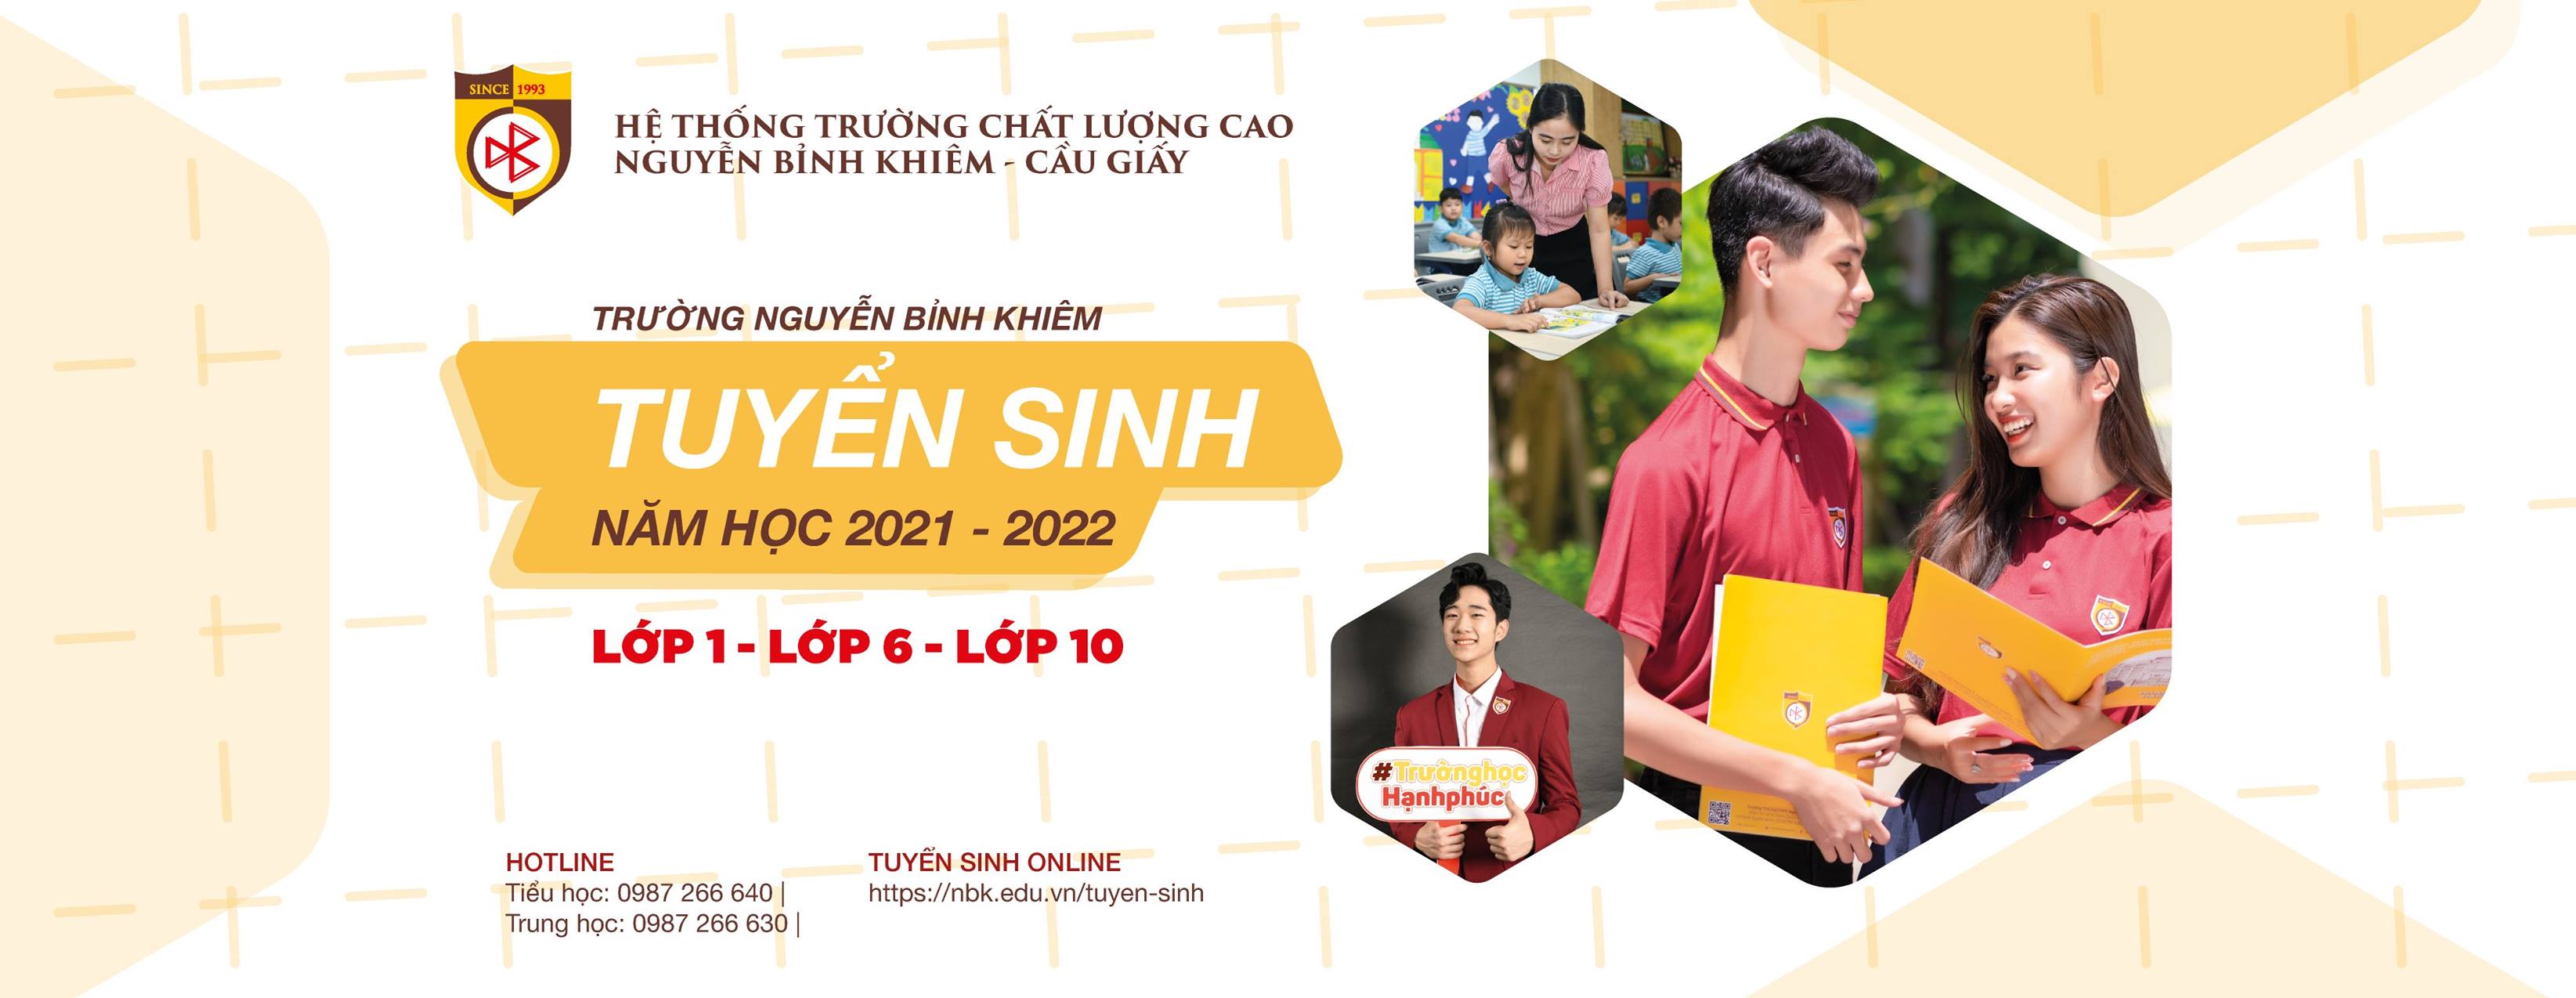 SINCE 1993
HỆ THỐNG TRƯỜNG CHẤT LƯỢNG CAO
NGUYỄN BỈNH KHIÊM - CẦU GIẤY
TRƯỜNG NGUYỄN BỈNH KHIÊM
TUYỂN SINH
NĂM HỌC 2021 - 2022
LỚP 1 - LỚP 6 - LỚP 10
HOTLINE
Tiểu học: 0987 266 640 |
Trung học: 0987 266 630 |
TUYỂN SINH ONLINE
https://nbk.edu.vn/tuyen-sinh
#Trườnghọc
Hạnhphúc